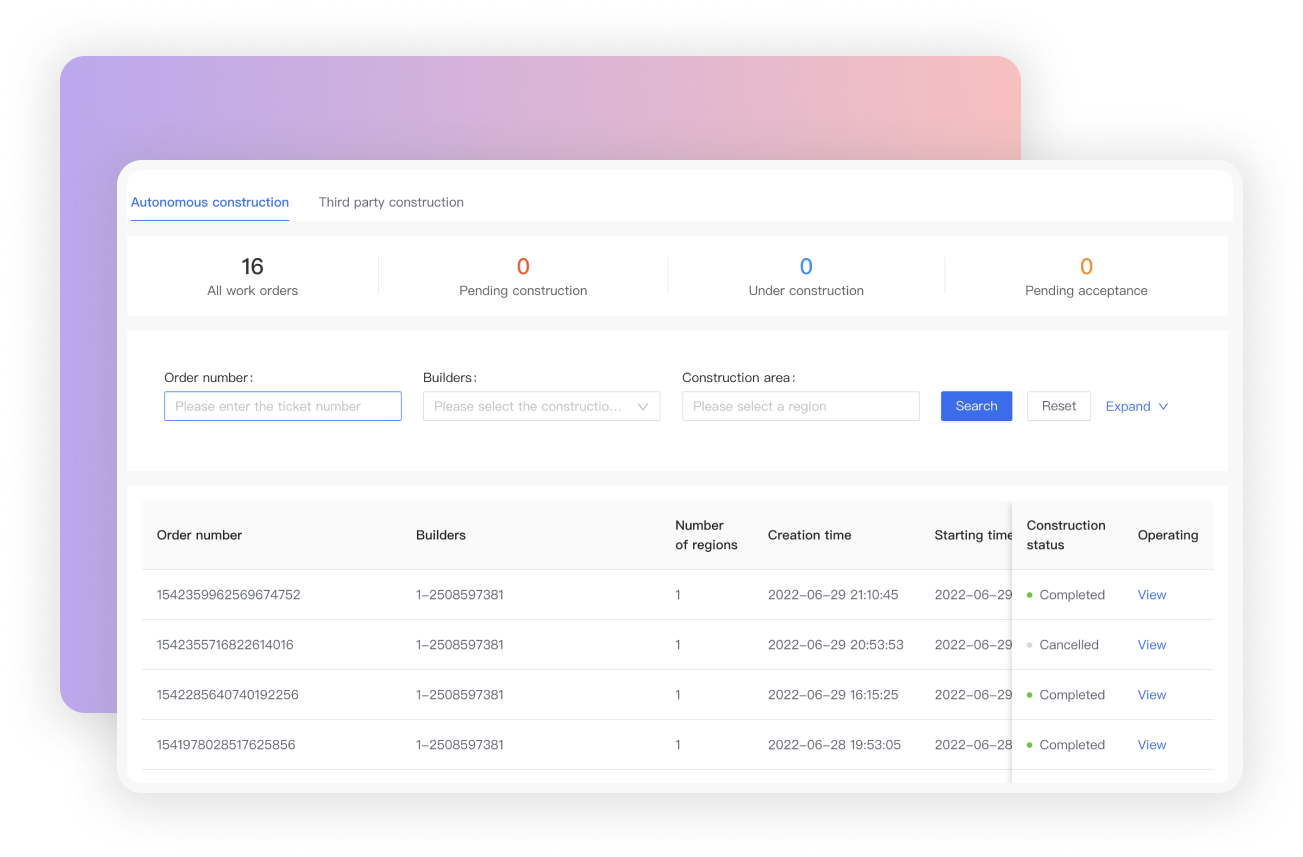 Autonomous construction Third party construction
16 0 0 0
All work orders Pending construction Under construction Pending acceptance
Order number: Builders: Construction area:
Please enter the ticket number Please select the constructio... Please select a region Search Reset Expand
Order number Builders Number of regions Creation time Starting time Construction status Operating
1542359962569674752 1-2508597381 1 2022-06-29 21:10:45 2022-06-29 Completed View
1542355716822614016 1-2508597381 1 2022-06-29 20:53:53 2022-06-29 Cancelled View
1542285640740192256 1-2508597381 1 2022-06-29 16:15:25 2022-06-29 Completed View
1541978028517625856 1-2508597381 1 2022-06-28 19:53:05 2022-06-28 Completed View